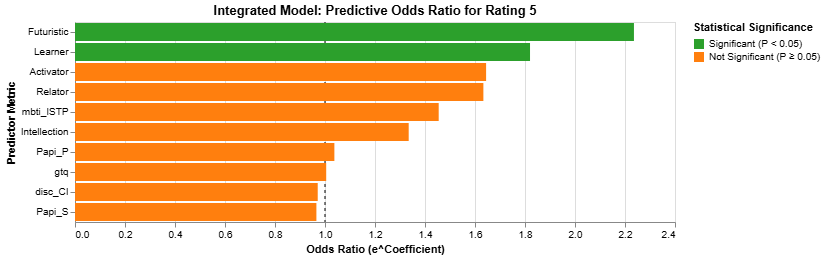 Integrated Model: Predictive Odds Ratio for Rating 5
Predictor Metric
Futuristic
Learner
Activator
Relator
mbti_ISTP
Intellection
Papi_P
gtq
disc_CI
Papi_S
0.0 0.2 0.4 0.6 0.8 1.0 1.2 1.4 1.6 1.8 2.0 2.2 2.4
Odds Ratio (e^Coefficient)
Statistical Significance
Significant (P < 0.05)
Not Significant (P ≥ 0.05)